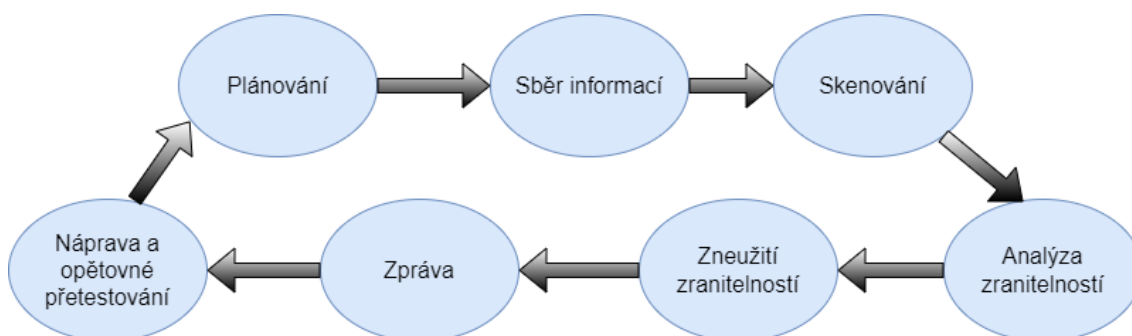 Plánování
Sběr informací
Skenování
Analýza
zranitelností
Zneužití
zranitelností
Zpráva
Náprava a
opětovné
přetestování